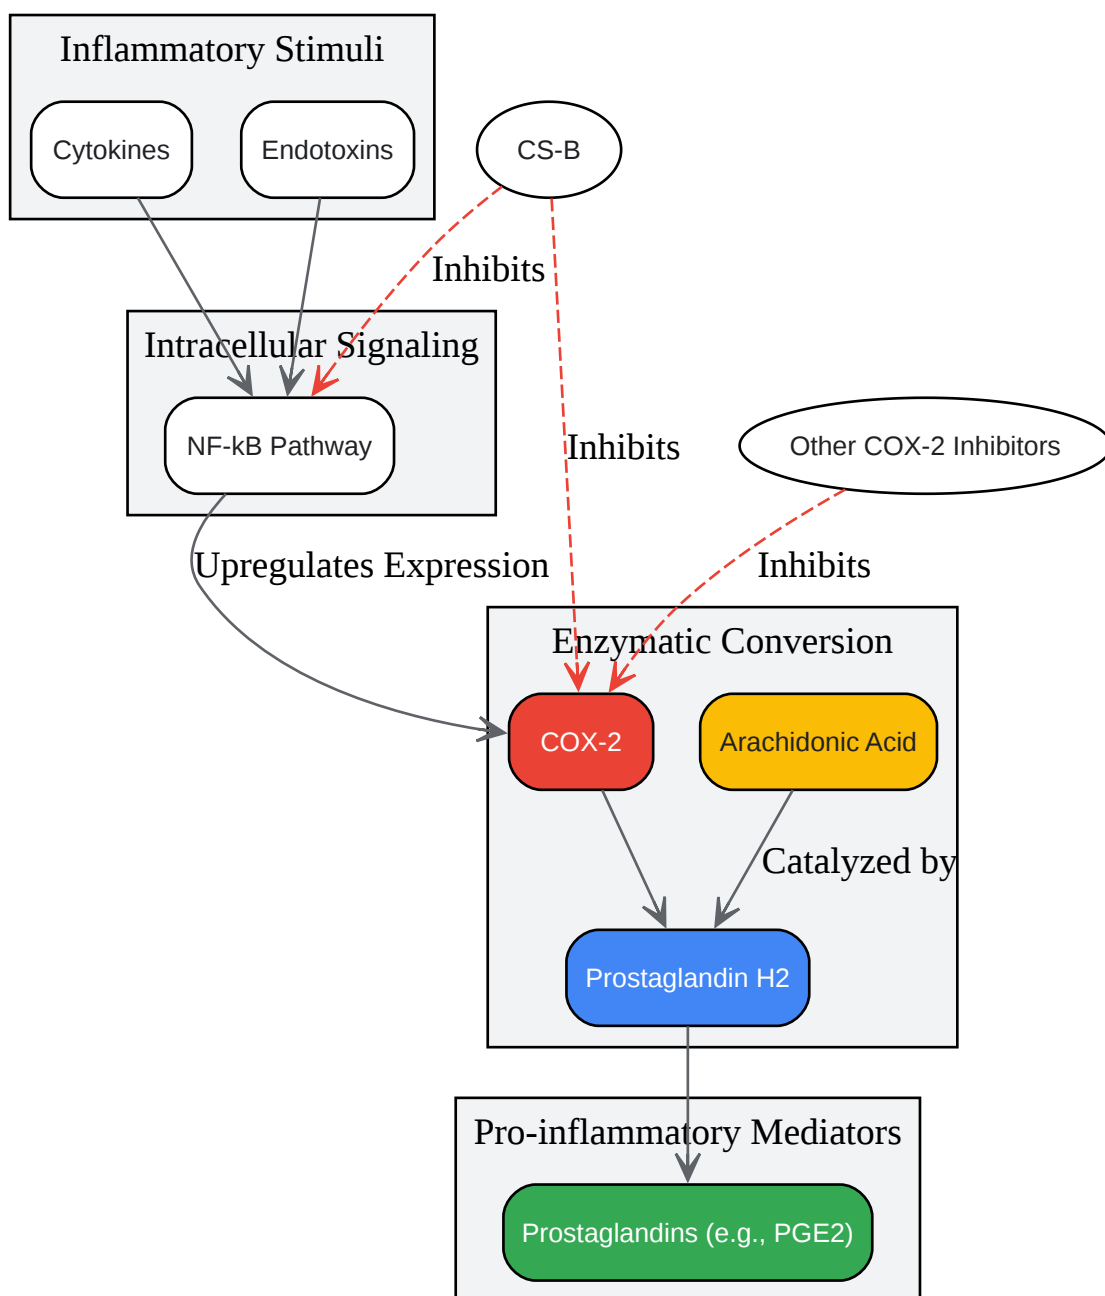 Inflammatory Stimuli
Cytokines
Endotoxins
CS-B
Inhibits
Intracellular Signaling
NF-kB Pathway
Inhibits
Other COX-2 Inhibitors
Upregulates Expression
Inhibits
Enzymatic Conversion
COX-2
Arachidonic Acid
Catalyzed by
Prostaglandin H2
Pro-inflammatory Mediators
Prostaglandins (e.g., PGE2)